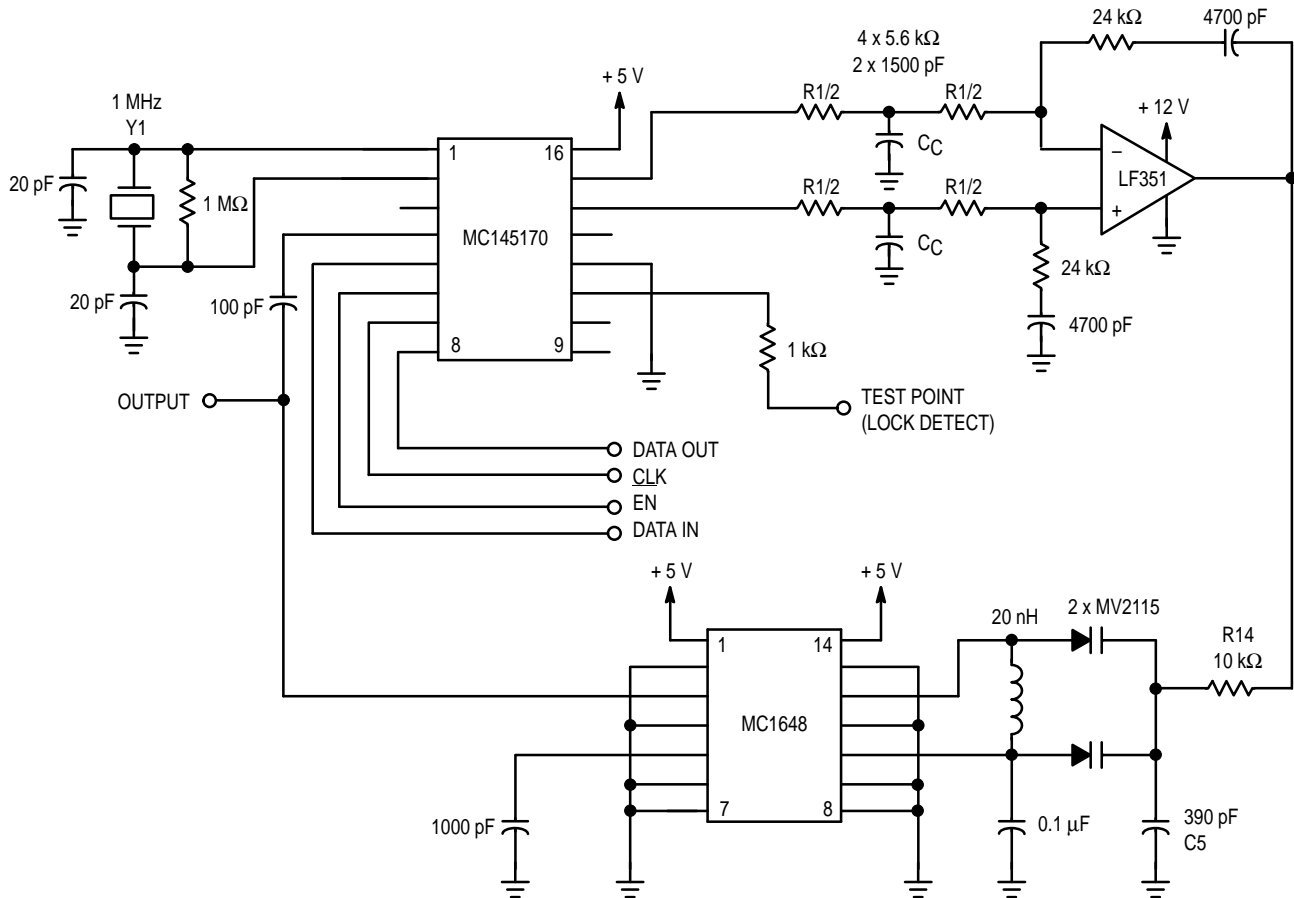 24 kΩ
4700 pF
4 x 5.6 kΩ
2 x 1500 pF
+ 5 V
R1/2
R1/2
+ 12 V
1 MHz
Y1
1
16
CC
–
LF351
+
20 pF
1 MΩ
R1/2
R1/2
MC145170
CC
24 kΩ
20 pF
100 pF
4700 pF
8
9
1 kΩ
OUTPUT
TEST POINT
(LOCK DETECT)
DATA OUT
CLK
EN
DATA IN
+ 5 V
+ 5 V
20 nH
2 x MV2115
R14
10 kΩ
1
14
MC1648
7
8
1000 pF
0.1 µF
390 pF
C5